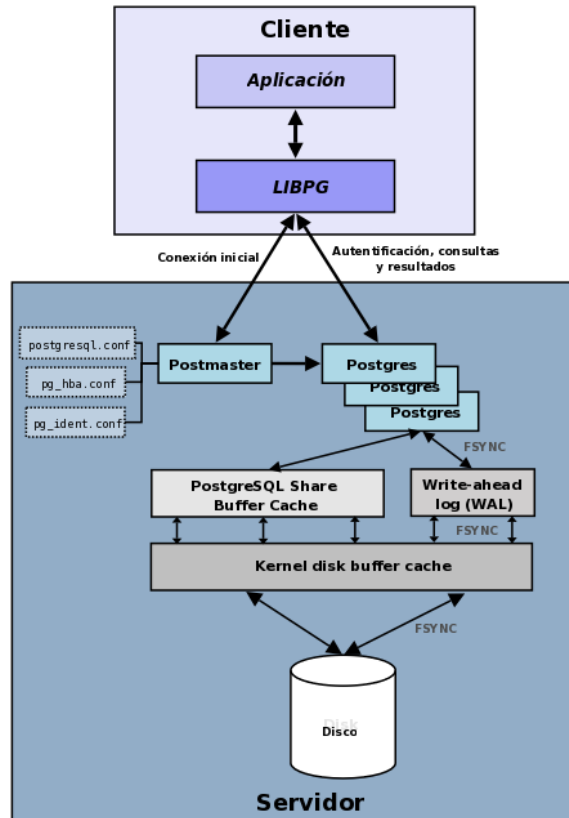 Cliente
Aplicación
LIBPG
Conexión inicial
Autentificación, consultas
y resultados
postgresql.conf
pg_hba.conf
pg_ident.conf
Postmaster
Postgres
Postgres
Postgres
FSYNC
PostgreSQL Share
Buffer Cache
Write-ahead
log (WAL)
FSYNC
Kernel disk buffer cache
FSYNC
Disk
Disco
Servidor